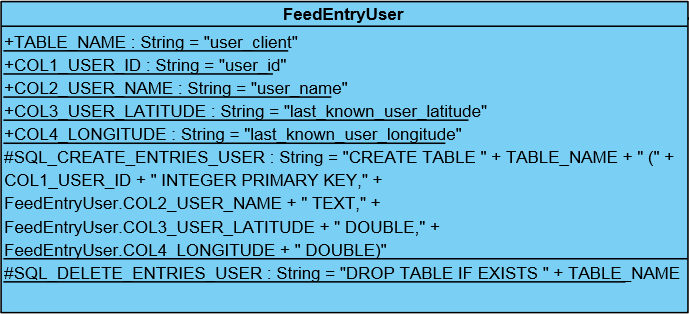 FeedEntryUser
+TABLE_NAME : String = "user_client"
+COL1_USER_ID : String = "user_id"
+COL2_USER_NAME : String = "user_name"
+COL3_USER_LATITUDE : String = "last_known_user_latitude"
+COL4_LONGITUDE : String = "last_known_user_longitude"
#SQL_CREATE_ENTRIES_USER : String = "CREATE TABLE " + TABLE_NAME + " (" +
COL1_USER_ID + " INTEGER PRIMARY KEY," +
FeedEntryUser.COL2_USER_NAME + " TEXT," +
FeedEntryUser.COL3_USER_LATITUDE + " DOUBLE," +
FeedEntryUser.COL4_LONGITUDE + " DOUBLE)"
#SQL_DELETE_ENTRIES_USER : String = "DROP TABLE IF EXISTS " + TABLE_NAME